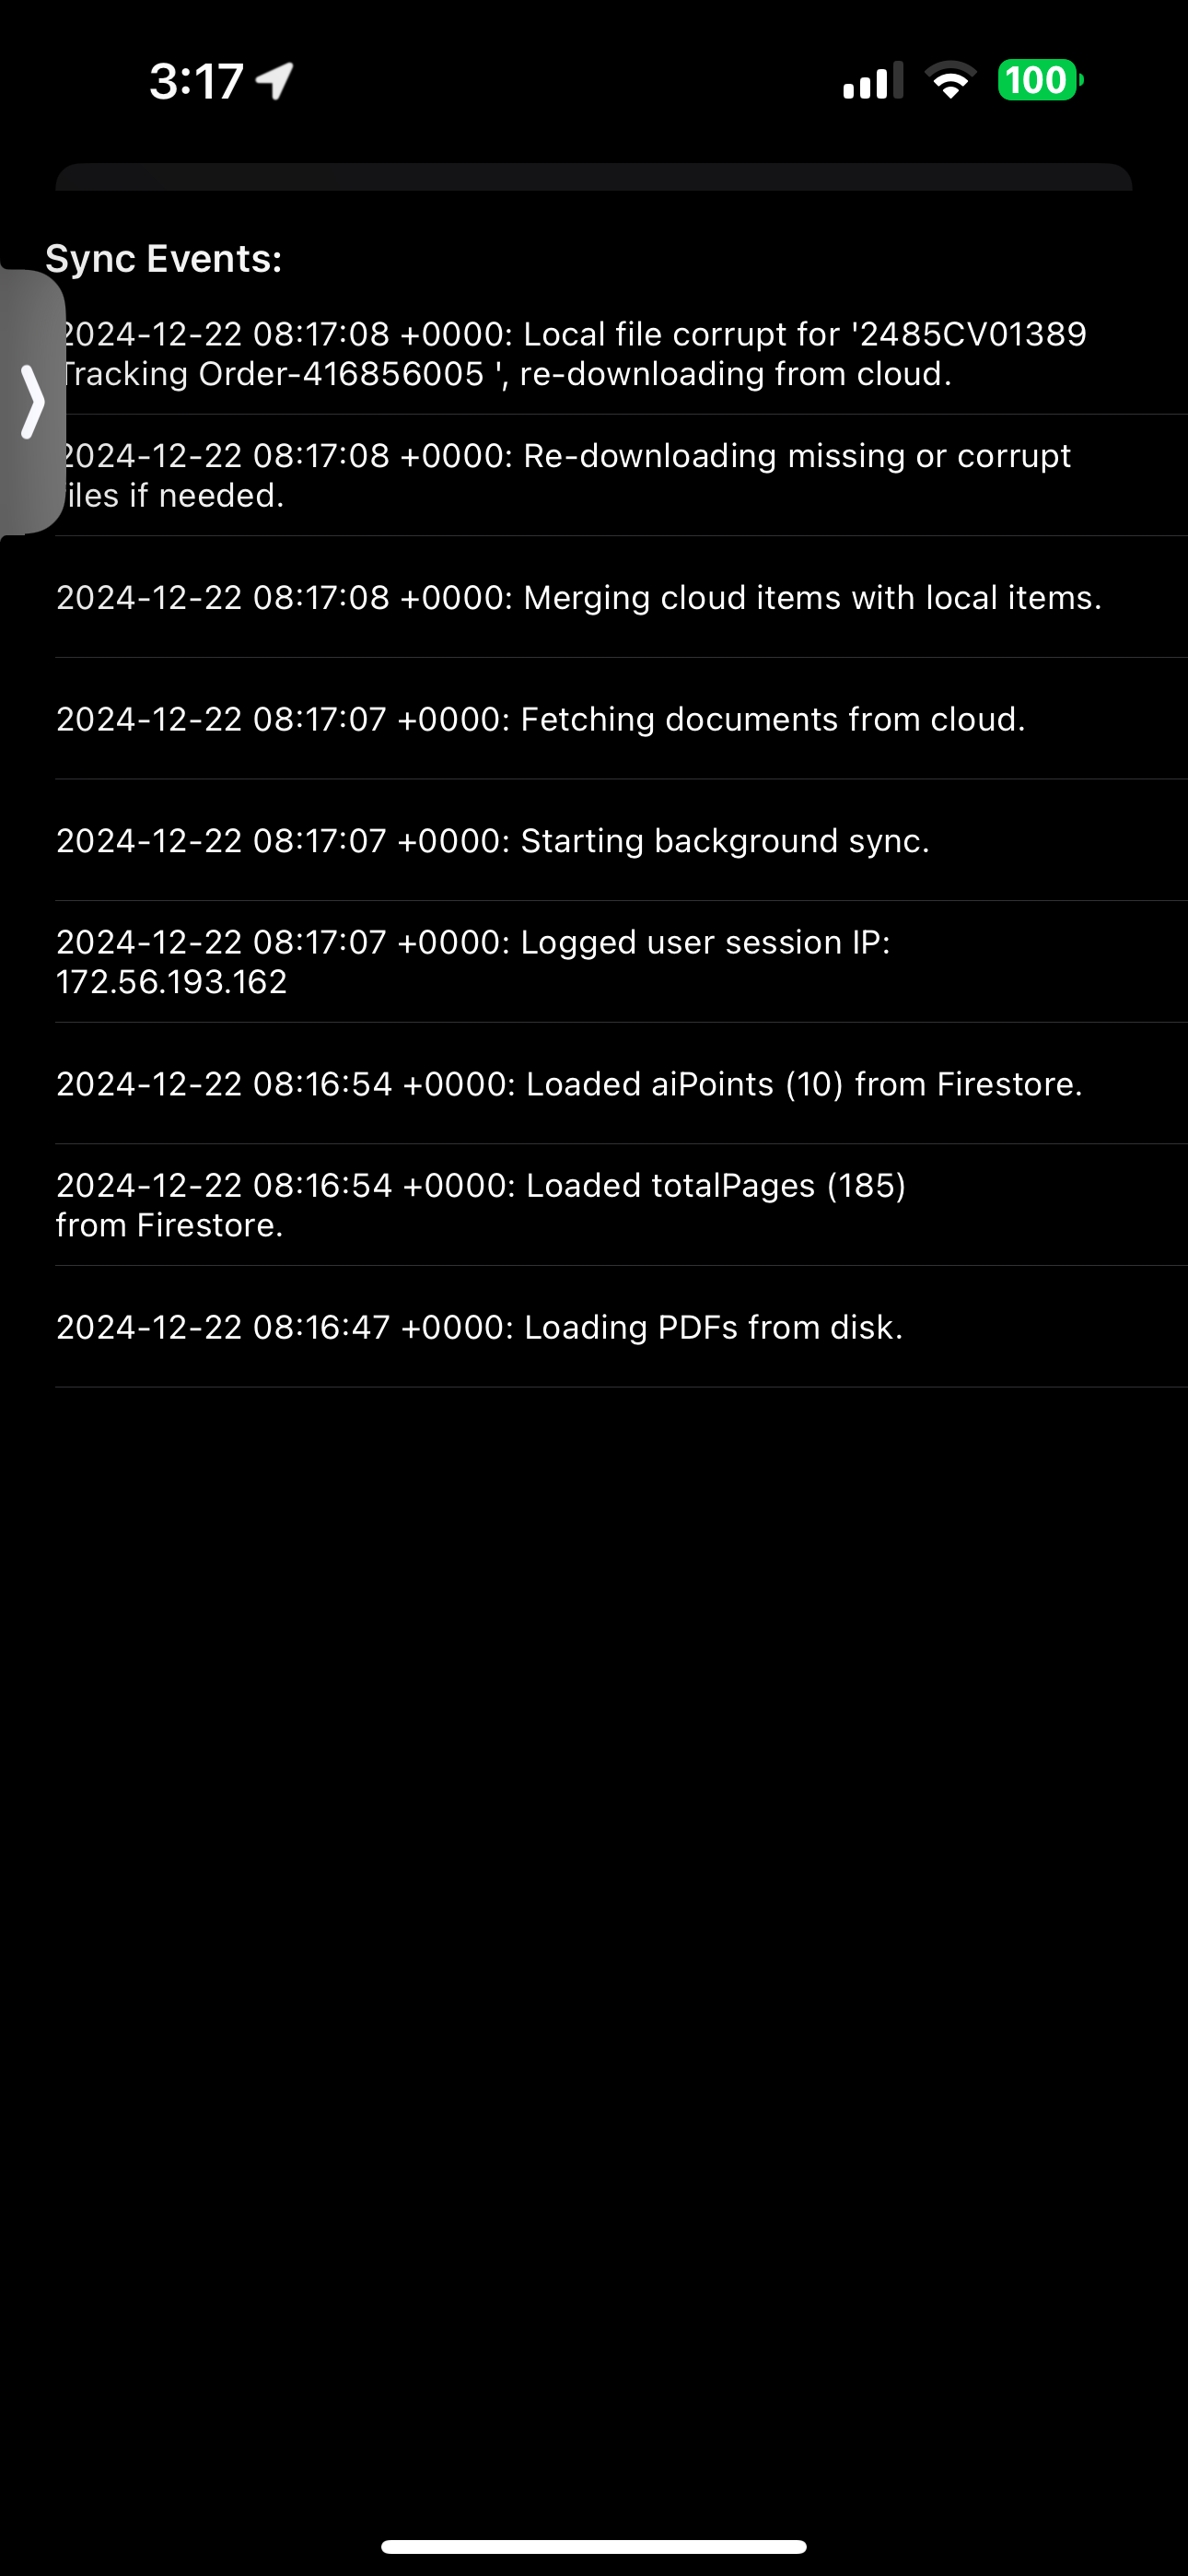 3:17
100
Sync Events:
2024-12-22 08:17:08 +0000: Local file corrupt for '2485CV01389
Tracking Order-416856005 ', re-downloading from cloud.
2024-12-22 08:17:08 +0000: Re-downloading missing or corrupt
files if needed.
2024-12-22 08:17:08 +0000: Merging cloud items with local items.
2024-12-22 08:17:07 +0000: Fetching documents from cloud.
2024-12-22 08:17:07 +0000: Starting background sync.
2024-12-22 08:17:07 +0000: Logged user session IP:
172.56.193.162
2024-12-22 08:16:54 +0000: Loaded aiPoints (10) from Firestore.
2024-12-22 08:16:54 +0000: Loaded totalPages (185)
from Firestore.
2024-12-22 08:16:47 +0000: Loading PDFs from disk.